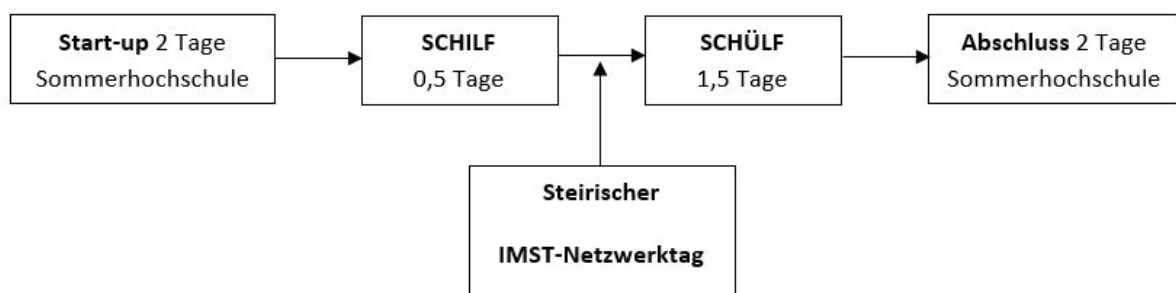 Start-up 2 Tage
Sommerhochschule
SCHILF
0,5 Tage
SCHÜLF
1,5 Tage
Abschluss 2 Tage
Sommerhochschule
Steirischer
IMST-Netzwerktag